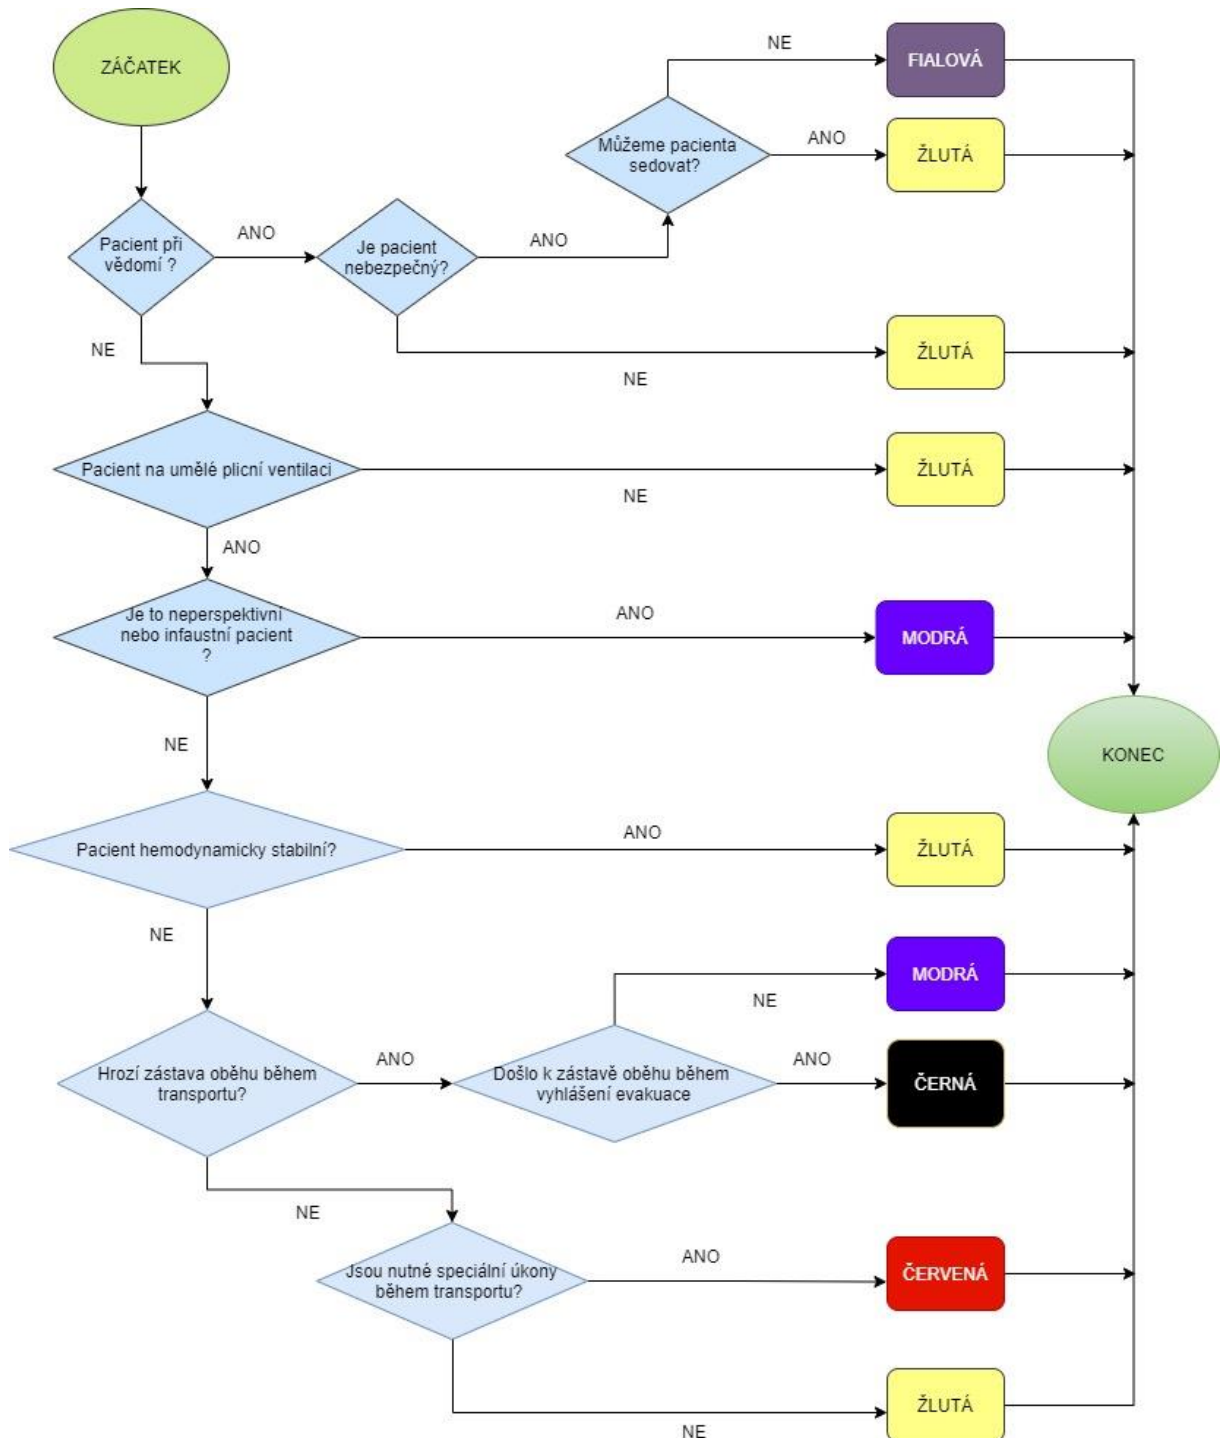 ZÁČATEK
NE
FIALOVÁ
Můžeme pacienta
sedovat?
ANO
ŽLUTÁ
Pacient při
vědomí ?
ANO
Je pacient
nebezpečný?
ANO
NE
ŽLUTÁ
NE
Pacient na umělé plicní ventilaci
ŽLUTÁ
NE
ANO
Je to neperspektivní
nebo infaustní pacient
?
ANO
MODRÁ
NE
KONEC
Pacient hemodynamicky stabilní?
ANO
ŽLUTÁ
NE
MODRÁ
NE
Hrozí zástava oběhu během
transportu?
ANO
Došlo k zástavě oběhu během
vyhlášení evakuace
ANO
ČERNÁ
NE
Jsou nutné speciální úkony
během transportu?
ANO
ČERVENÁ
ŽLUTÁ
NE